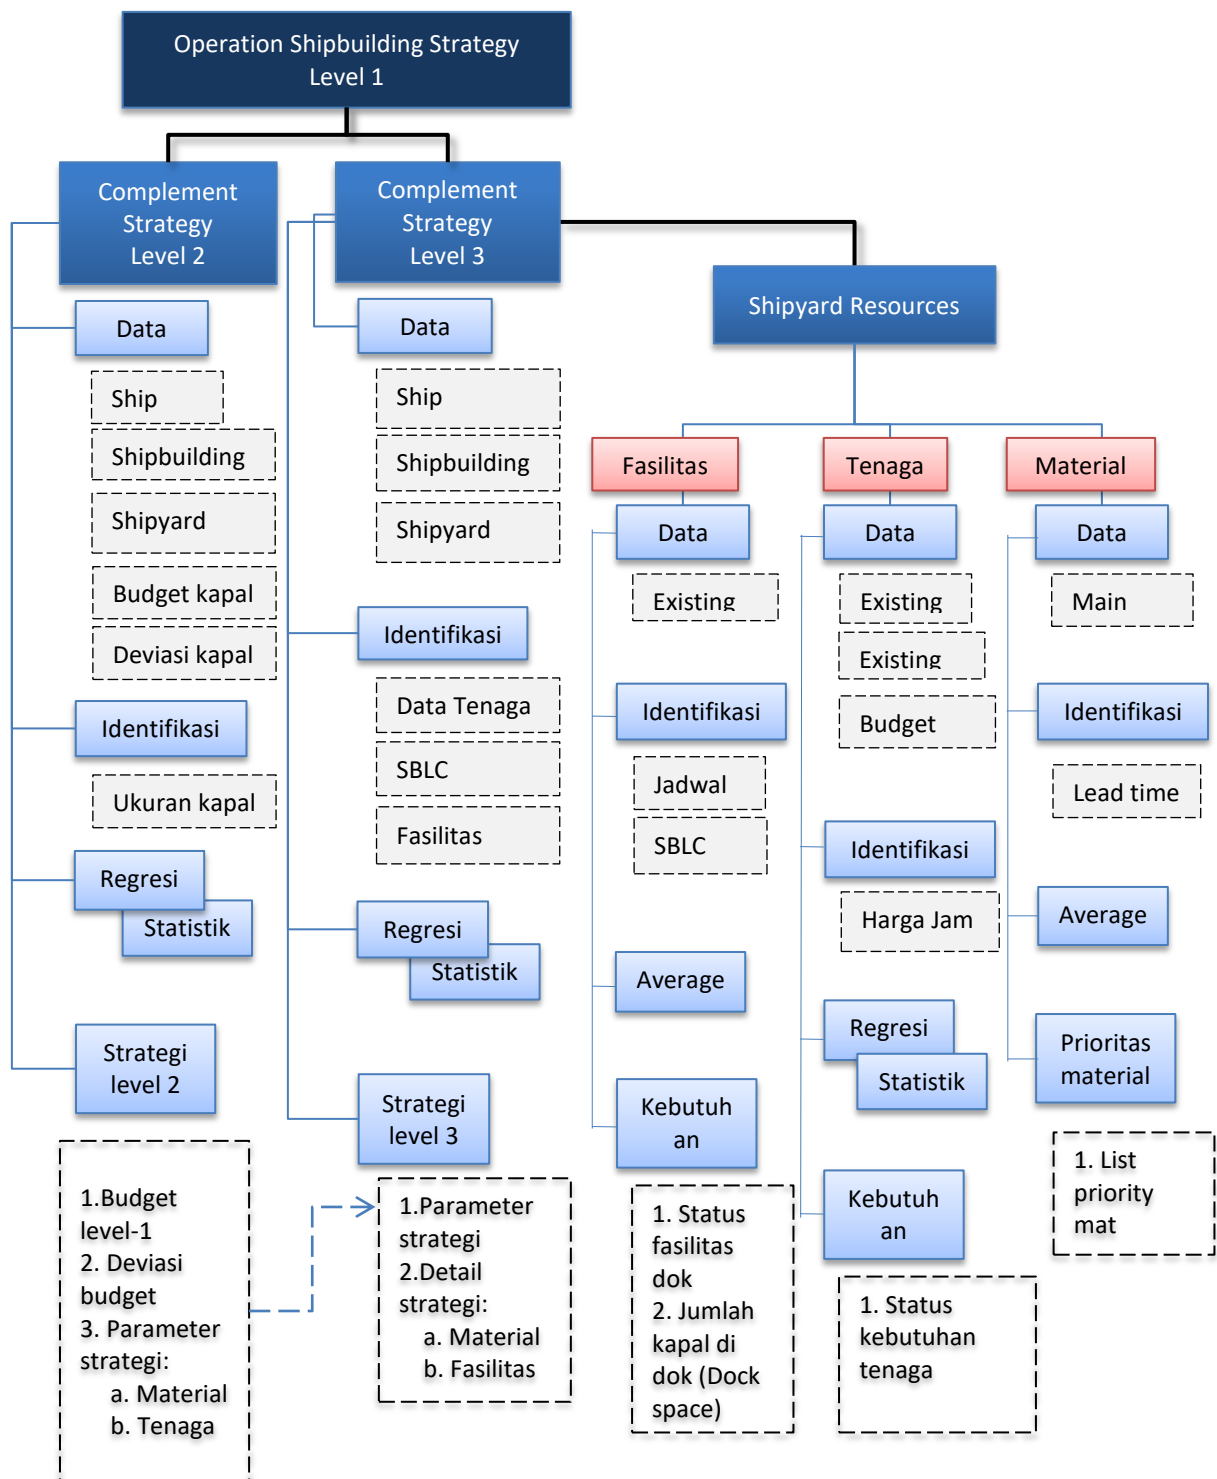 Operation Shipbuilding Strategy
Level 1
Complement
Strategy
Level 2
Data
Ship
Shipbuilding
Shipyard
Budget kapal
Deviasi kapal
Identifikasi
Ukuran kapal
Regresi
Statistik
Strategi
level 2
1.Budget
level-1
2. Deviasi
budget
3. Parameter
strategi:
a. Material
b. Tenaga
Complement
Strategy
Level 3
Data
Ship
Shipbuilding
Shipyard
Identifikasi
Data Tenaga
SBLC
Fasilitas
Regresi
Statistik
Strategi
level 3
1.Parameter
strategi
2.Detail
strategi:
a. Material
b. Fasilitas
Shipyard Resources
Fasilitas
Data
Existing
Identifikasi
Jadwal
SBLC
Average
Kebutuh
an
1. Status
fasilitas
dok
2. Jumlah
kapal di
dok (Dock
space)
Tenaga
Data
Existing
Existing
Budget
Identifikasi
Harga Jam
Regresi
Statistik
Kebutuh
an
1. Status
kebutuhan
tenaga
Material
Data
Main
Identifikasi
Lead time
Average
Prioritas
material
1. List
priority
mat